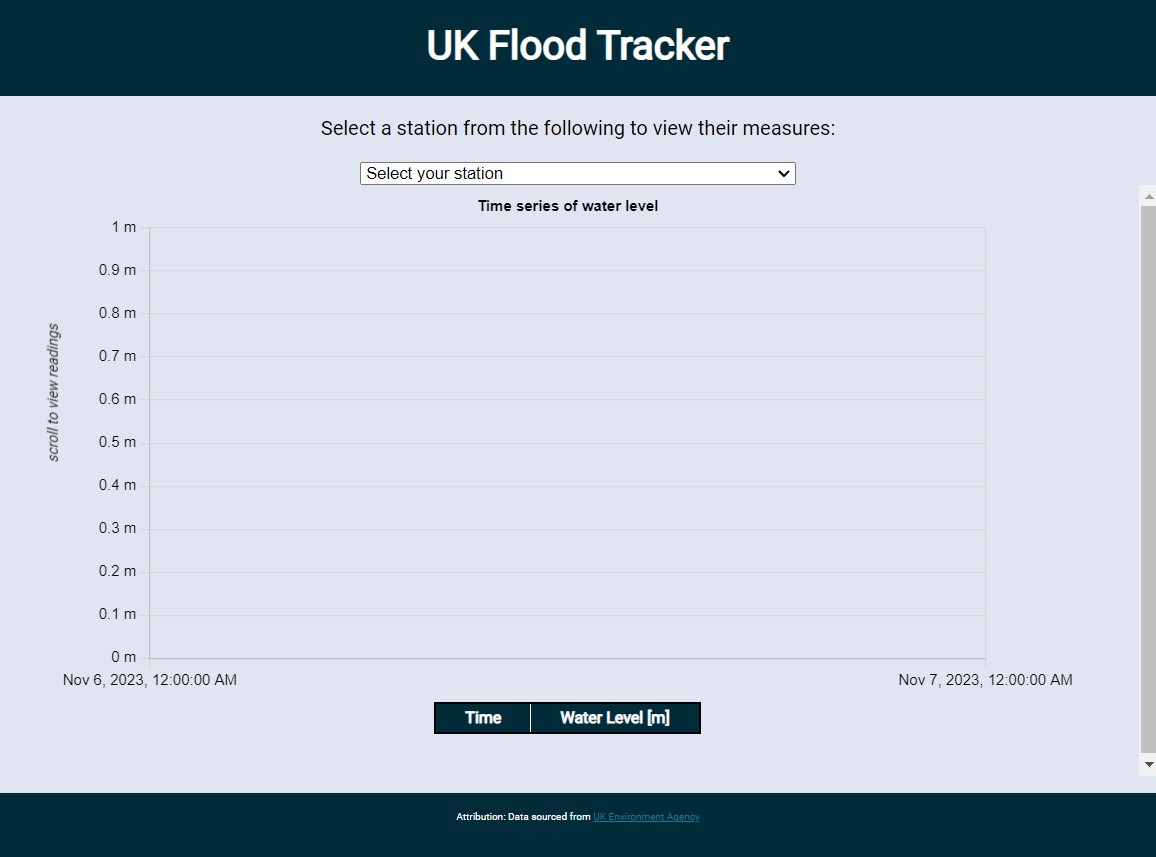 UK Flood Tracker
Select a station from the following to view their measures:
Select your station
Time series of water level
1 m
0.9 m
0.8 m
0.7 m
0.6 m
0.5 m
0.4 m
0.3 m
0.2 m
0.1 m
0 m
scroll to view readings
Nov 6, 2023, 12:00:00 AM
Nov 7, 2023, 12:00:00 AM
Time
Water Level [m]
Attribution: Data sourced from UK Environment Agency